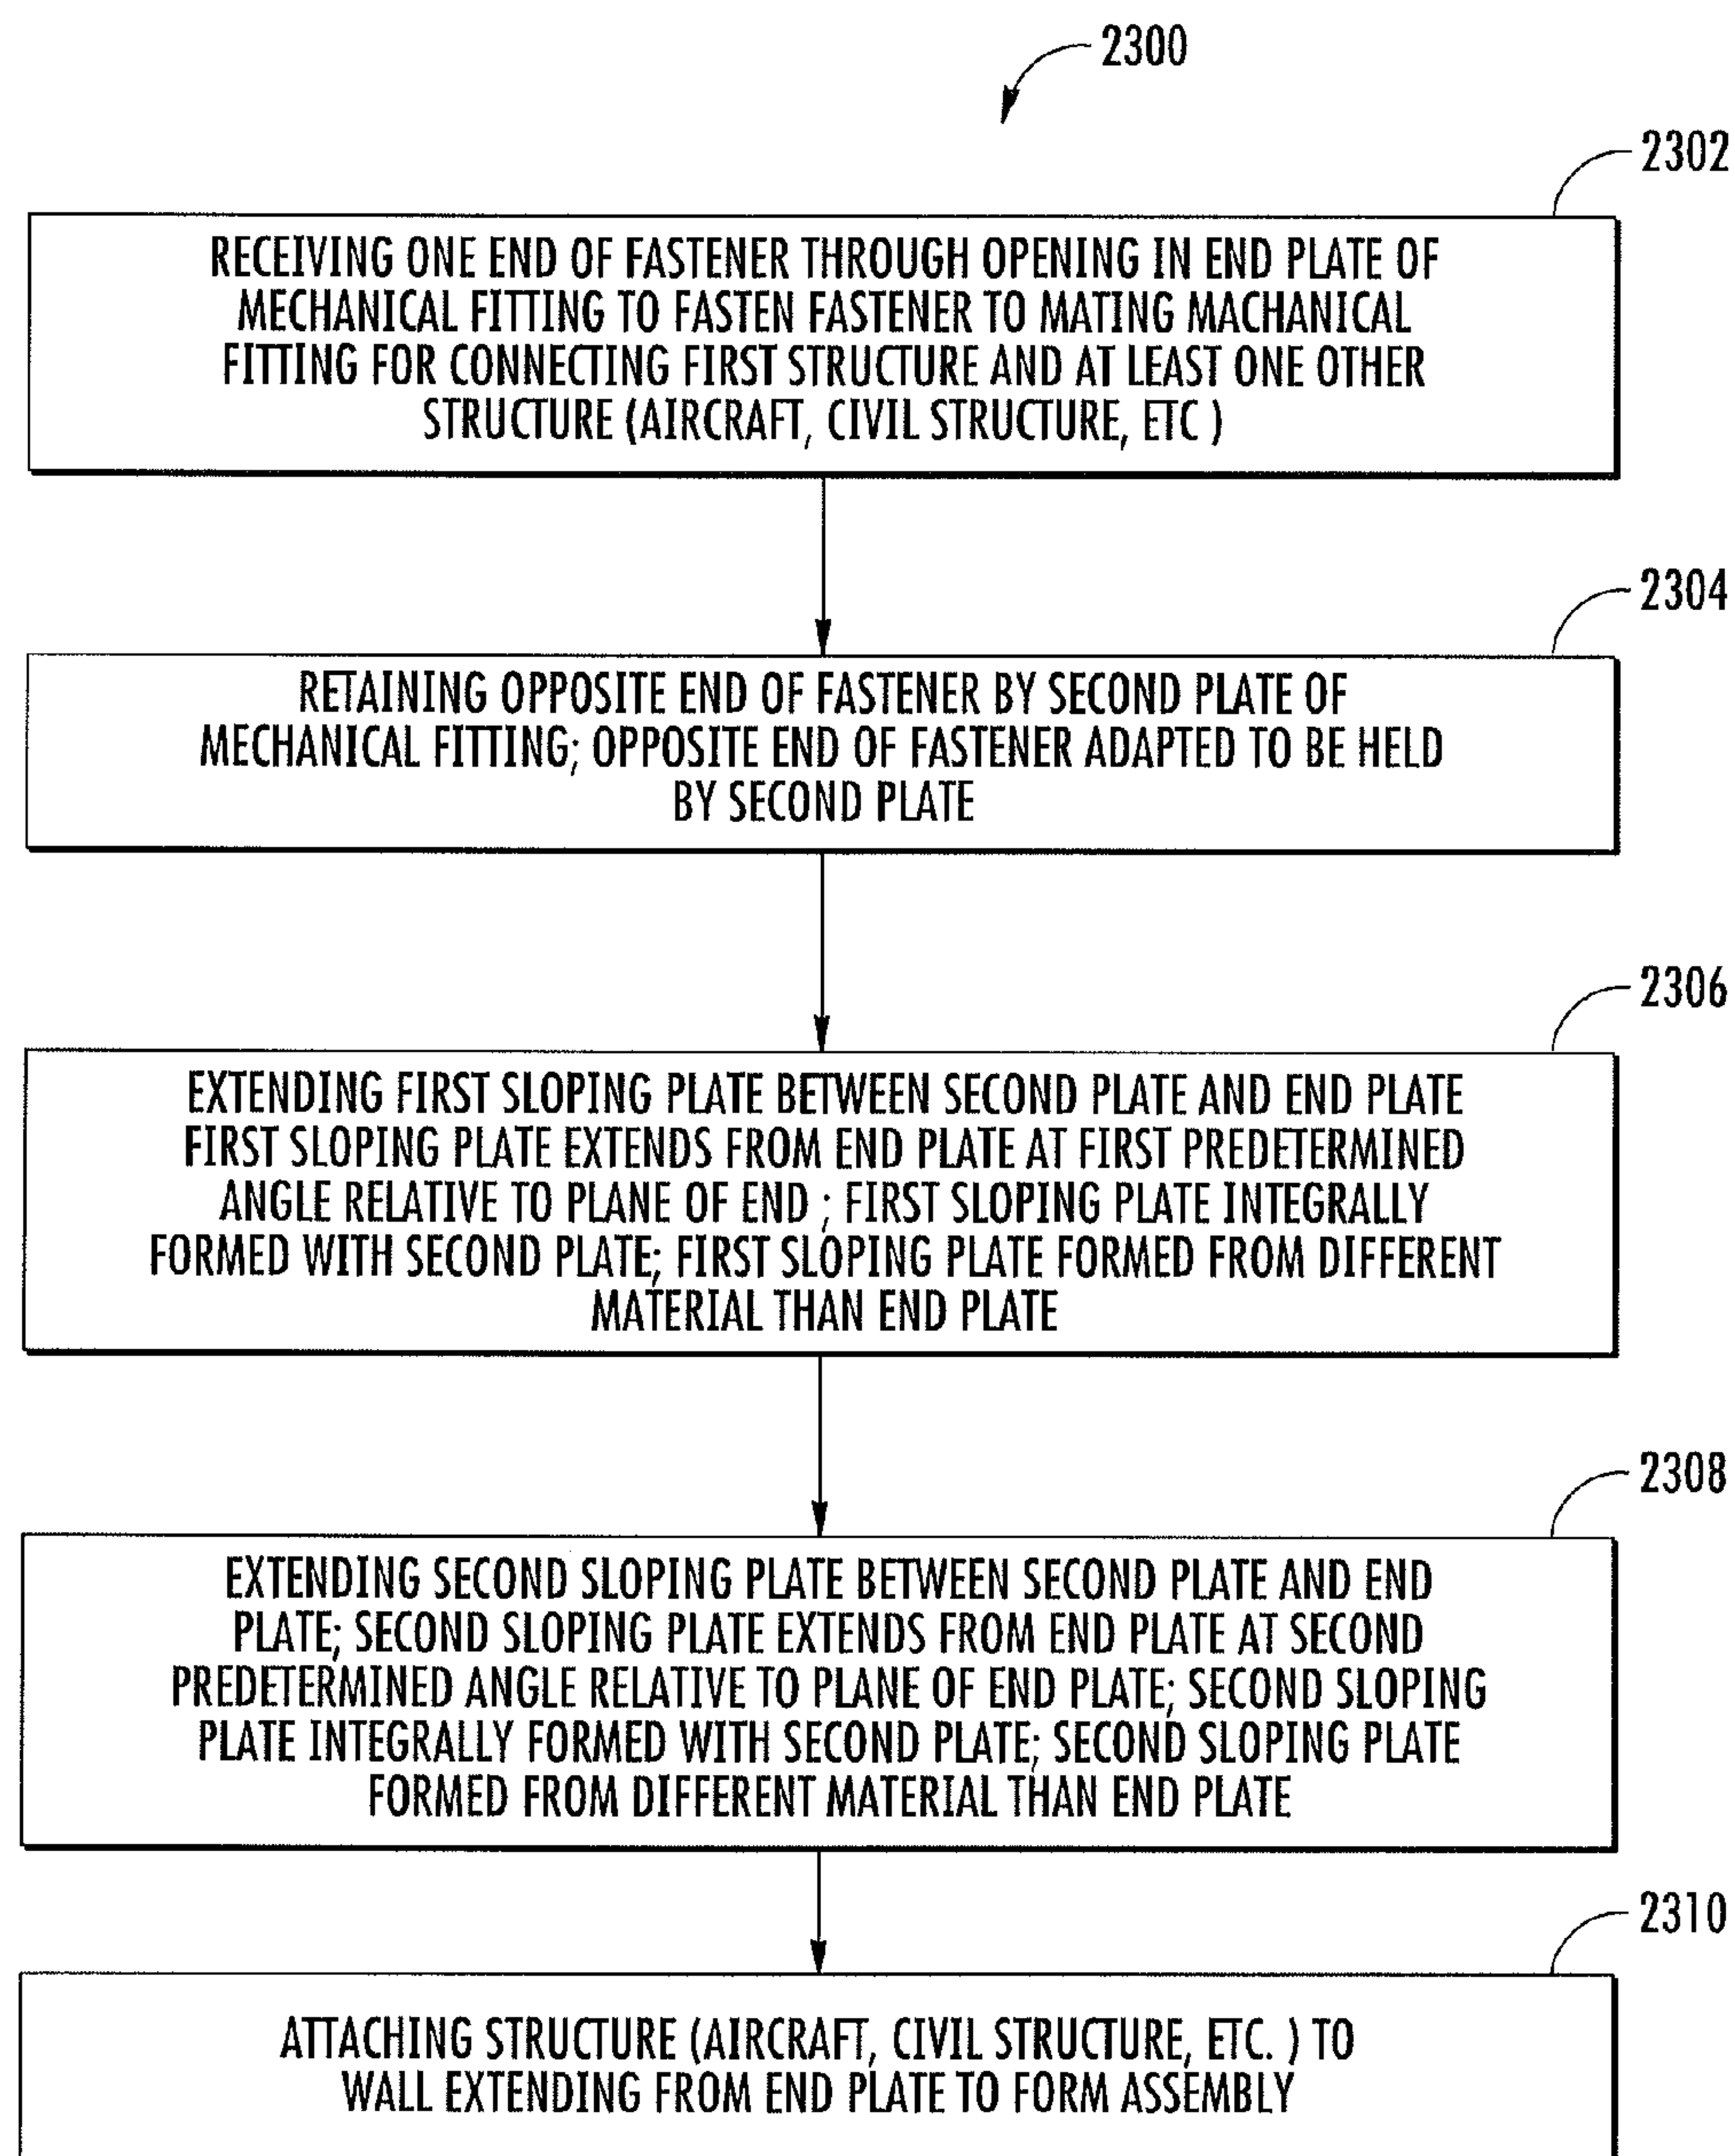 2300
2302
RECEIVING ONE END OF FASTENER THROUGH OPENING IN END PLATE OF
MECHANICAL FITTING TO FASTEN FASTENER TO MATING MACHANICAL
FITTING FOR CONNECTING FIRST STRUCTURE AND AT LEAST ONE OTHER
STRUCTURE (AIRCRAFT, CIVIL STRUCTURE, ETC )
2304
RETAINING OPPOSITE END OF FASTENER BY SECOND PLATE OF
MECHANICAL FITTING; OPPOSITE END OF FASTENER ADAPTED TO BE HELD
BY SECOND PLATE
2306
EXTENDING FIRST SLOPING PLATE BETWEEN SECOND PLATE AND END PLATE
FIRST SLOPING PLATE EXTENDS FROM END PLATE AT FIRST PREDETERMINED
ANGLE RELATIVE TO PLANE OF END ; FIRST SLOPING PLATE INTEGRALLY
FORMED WITH SECOND PLATE; FIRST SLOPING PLATE FORMED FROM DIFFERENT
MATERIAL THAN END PLATE
2308
EXTENDING SECOND SLOPING PLATE BETWEEN SECOND PLATE AND END
PLATE; SECOND SLOPING PLATE EXTENDS FROM END PLATE AT SECOND
PREDETERMINED ANGLE RELATIVE TO PLANE OF END PLATE; SECOND SLOPING
PLATE INTEGRALLY FORMED WITH SECOND PLATE; SECOND SLOPING PLATE
FORMED FROM DIFFERENT MATERIAL THAN END PLATE
2310
ATTACHING STRUCTURE (AIRCRAFT, CIVIL STRUCTURE, ETC. ) TO
WALL EXTENDING FROM END PLATE TO FORM ASSEMBLY